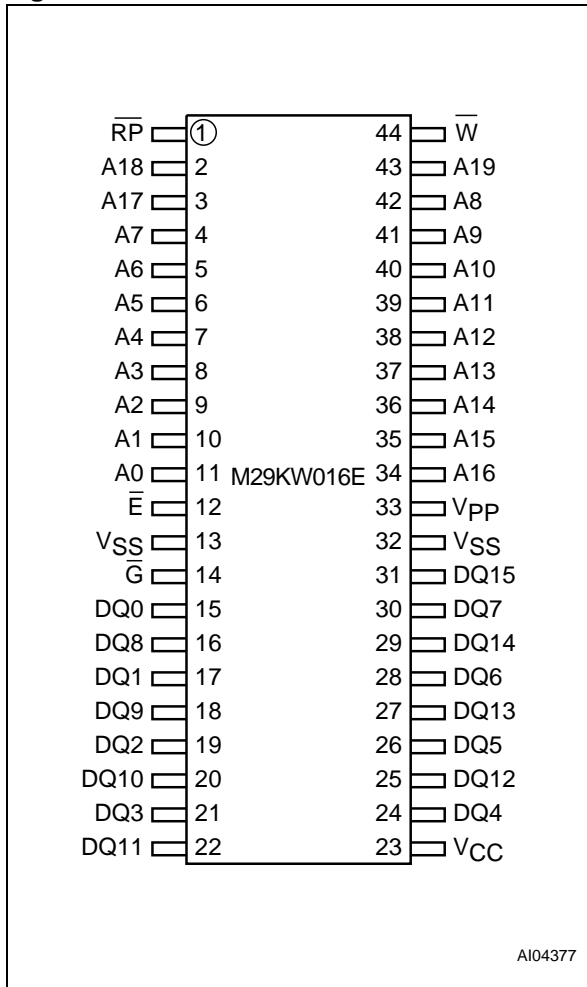 R̅P̅ 1 44 W̅
A18 2 43 A19
A17 3 42 A8
A7 4 41 A9
A6 5 40 A10
A5 6 39 A11
A4 7 38 A12
A3 8 37 A13
A2 9 36 A14
A1 10 35 A15
A0 11 M29KW016E 34 A16
E̅ 12 33 VPP
VSS 13 32 VSS
G̅ 14 31 DQ15
DQ0 15 30 DQ7
DQ8 16 29 DQ14
DQ1 17 28 DQ6
DQ9 18 27 DQ13
DQ2 19 26 DQ5
DQ10 20 25 DQ12
DQ3 21 24 DQ4
DQ11 22 23 VCC
AI04377